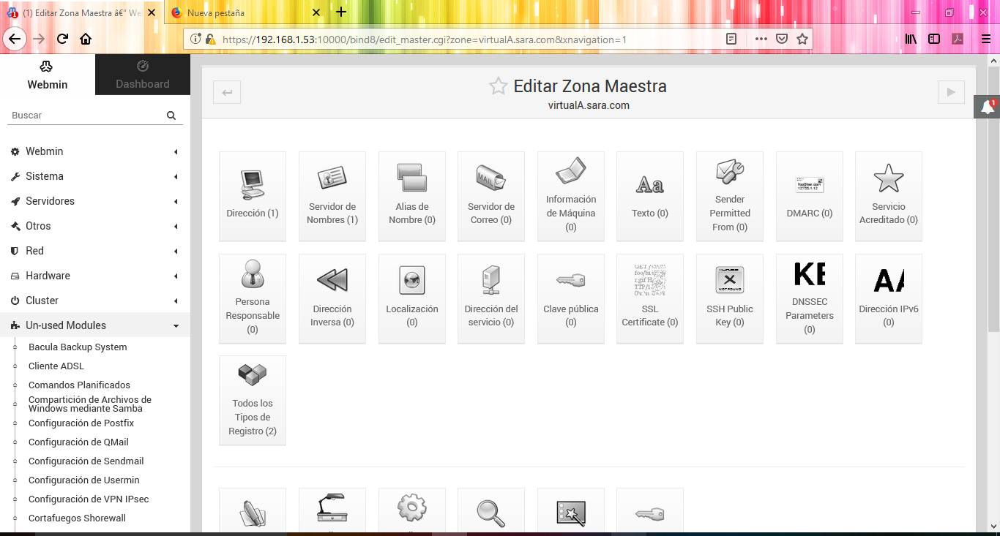 (1) Editar Zona Maestra â€" We
Nueva pestaña
https://192.168.1.53:10000/bind8/edit_master.cgi?zone=virtualA.sara.com&xnavigation=1
Webmin
Dashboard
Buscar
Webmin
Sistema
Servidores
Otros
Red
Hardware
Cluster
Un-used Modules
Bacula Backup System
Cliente ADSL
Comandos Planificados
Compartición de Archivos de
Windows mediante Samba
Configuración de Postfix
Configuración de QMail
Configuración de Sendmail
Configuración de Usermin
Configuración de VPN IPsec
Cortafuegos Shorewall
Editar Zona Maestra
virtualA.sara.com
1
Dirección (1)
Servidor de
Nombres (1)
Alias de
Nombre (0)
MAIL
Servidor de
Correo (0)
Información
de Máquina
(0)
Aa
Texto (0)
Sender
Permitted
From (0)
DMARC (0)
Servicio
Acreditado (0)
Persona
Responsable
(0)
Dirección
Inversa (0)
Localización
(0)
Dirección del
servicio (0)
Clave pública
(0)
SSL
Certificate (0)
NOT FOUND
SSH Public
Key (0)
KE
DNSSEC
Parameters
(0)
AA
Dirección IPv6
(0)
Todos los
Tipos de
Registro (2)